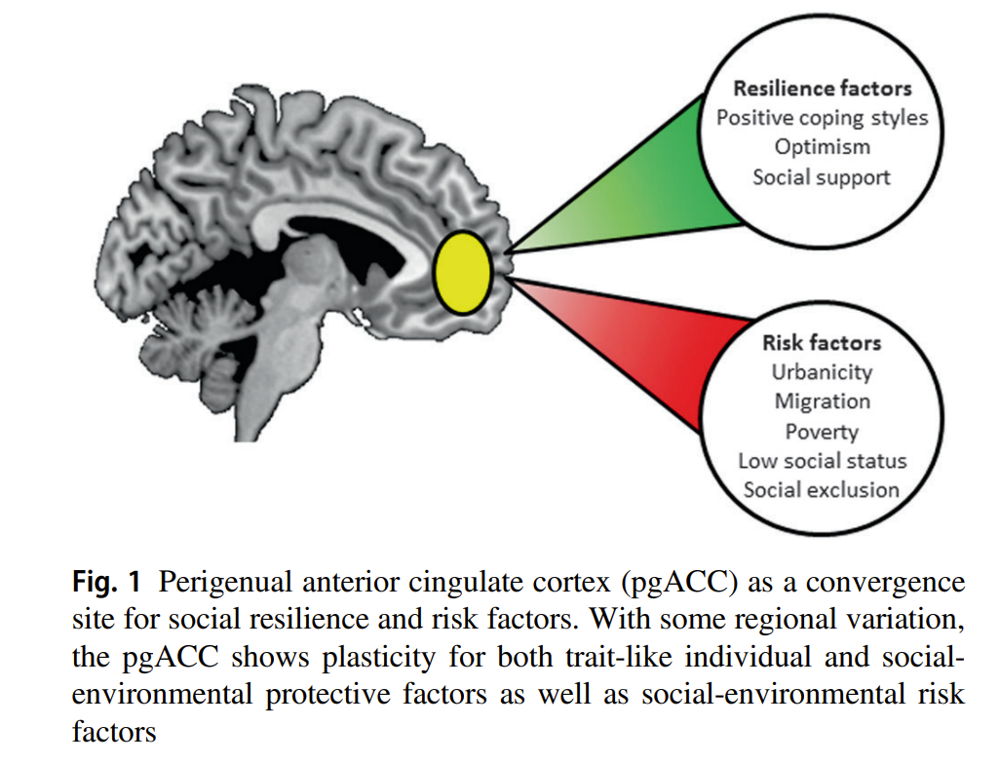 Resilience factors
Positive coping styles
Optimism
Social support
Risk factors
Urbanicity
Migration
Poverty
Low social status
Social exclusion
Fig. 1 Perigenual anterior cingulate cortex (pgACC) as a convergence
site for social resilience and risk factors. With some regional variation,
the pgACC shows plasticity for both trait-like individual and social-
environmental protective factors as well as social-environmental risk
factors